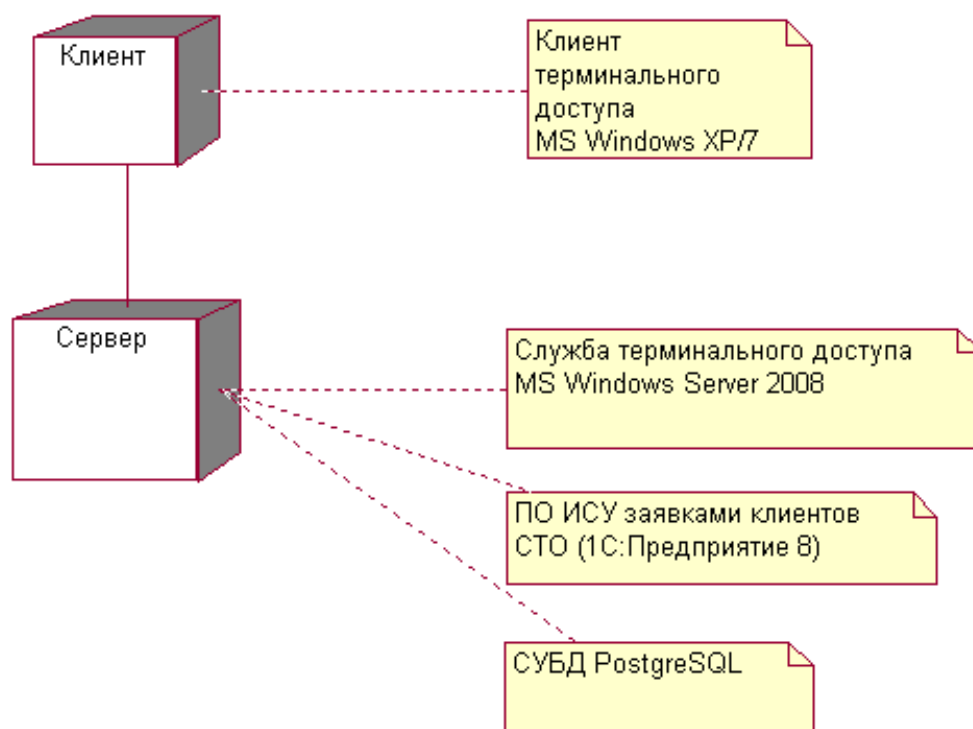 Клиент
Клиент
терминального
доступа
MS Windows XP/7
Сервер
Служба терминального доступа
MS Windows Server 2008
ПО ИСУ заявками клиентов
СТО (1С:Предприятие 8)
СУБД PostgreSQL